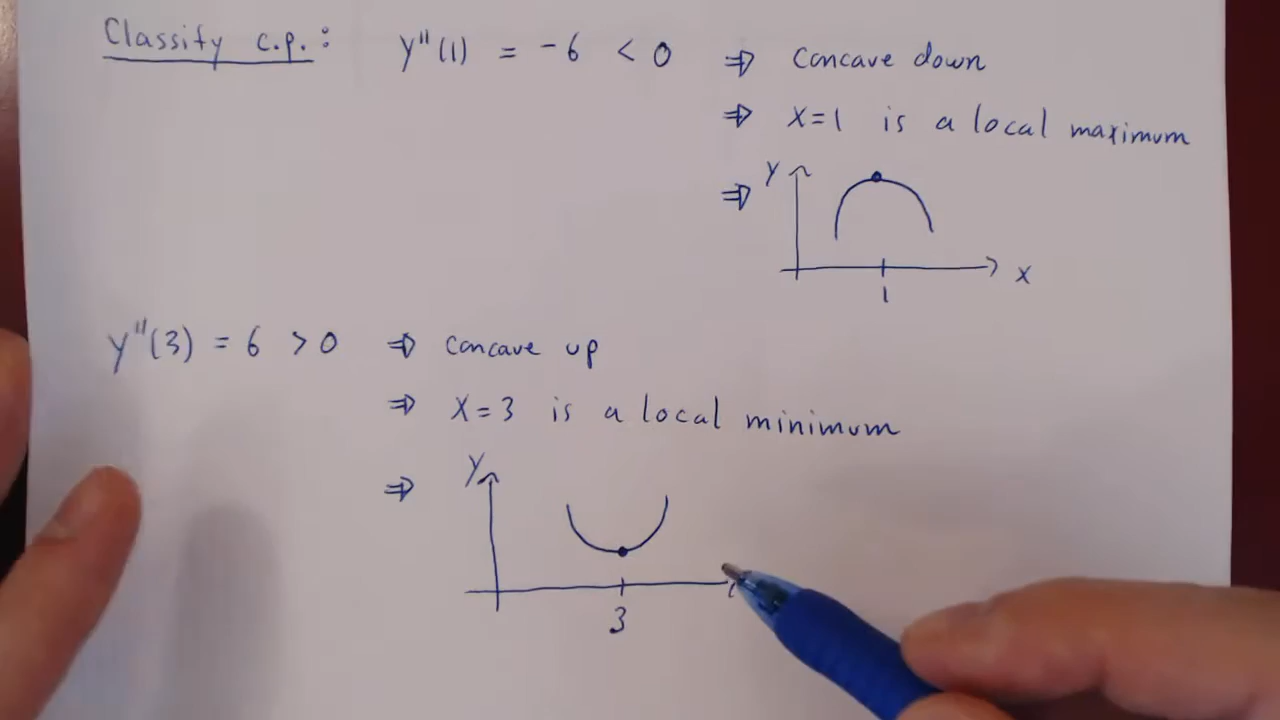 Classify c.p.: y"(1) = -6 < 0 ⇒ Concave down
⇒ x=1 is a local maximum
⇒ y
x
1
y"(3) = 6 > 0 ⇒ Concave up
⇒ x=3 is a local minimum
⇒ y
3